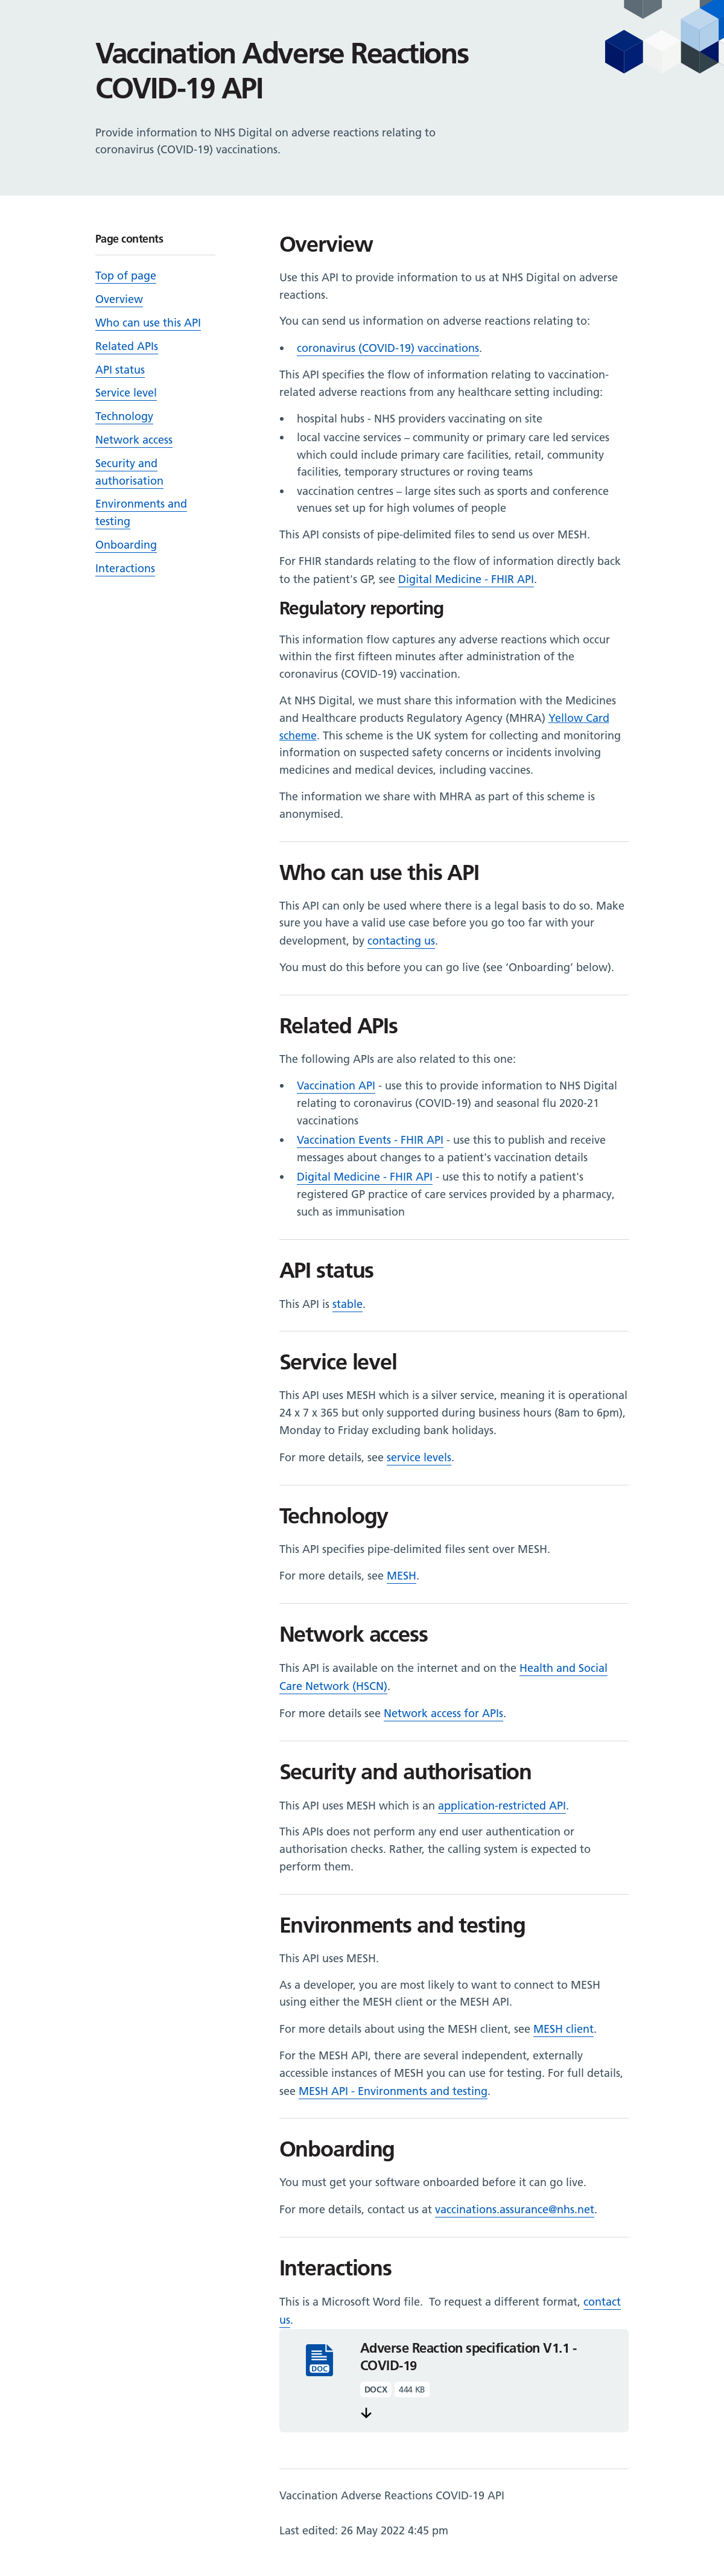 Vaccination Adverse Reactions
COVID-19 API
Provide information to NHS Digital on adverse reactions relating to
coronavirus (COVID-19) vaccinations.
Page contents
Top of page
Overview
Who can use this API
Related APIs
API status
Service level
Technology
Network access
Security and
authorisation
Environments and
testing
Onboarding
Interactions
Overview
Use this API to provide information to us at NHS Digital on adverse
reactions.
You can send us information on adverse reactions relating to:
• coronavirus (COVID-19) vaccinations.
This API specifies the flow of information relating to vaccination-
related adverse reactions from any healthcare setting including:
• hospital hubs - NHS providers vaccinating on site
• local vaccine services – community or primary care led services
which could include primary care facilities, retail, community
facilities, temporary structures or roving teams
• vaccination centres – large sites such as sports and conference
venues set up for high volumes of people
This API consists of pipe-delimited files to send us over MESH.
For FHIR standards relating to the flow of information directly back
to the patient's GP, see Digital Medicine - FHIR API.
Regulatory reporting
This information flow captures any adverse reactions which occur
within the first fifteen minutes after administration of the
coronavirus (COVID-19) vaccination.
At NHS Digital, we must share this information with the Medicines
and Healthcare products Regulatory Agency (MHRA) Yellow Card
scheme. This scheme is the UK system for collecting and monitoring
information on suspected safety concerns or incidents involving
medicines and medical devices, including vaccines.
The information we share with MHRA as part of this scheme is
anonymised.
Who can use this API
This API can only be used where there is a legal basis to do so. Make
sure you have a valid use case before you go too far with your
development, by contacting us.
You must do this before you can go live (see ‘Onboarding’ below).
Related APIs
The following APIs are also related to this one:
• Vaccination API - use this to provide information to NHS Digital
relating to coronavirus (COVID-19) and seasonal flu 2020-21
vaccinations
• Vaccination Events - FHIR API - use this to publish and receive
messages about changes to a patient's vaccination details
• Digital Medicine - FHIR API - use this to notify a patient's
registered GP practice of care services provided by a pharmacy,
such as immunisation
API status
This API is stable.
Service level
This API uses MESH which is a silver service, meaning it is operational
24 x 7 x 365 but only supported during business hours (8am to 6pm),
Monday to Friday excluding bank holidays.
For more details, see service levels.
Technology
This API specifies pipe-delimited files sent over MESH.
For more details, see MESH.
Network access
This API is available on the internet and on the Health and Social
Care Network (HSCN).
For more details see Network access for APIs.
Security and authorisation
This API uses MESH which is an application-restricted API.
This APIs does not perform any end user authentication or
authorisation checks. Rather, the calling system is expected to
perform them.
Environments and testing
This API uses MESH.
As a developer, you are most likely to want to connect to MESH
using either the MESH client or the MESH API.
For more details about using the MESH client, see MESH client.
For the MESH API, there are several independent, externally
accessible instances of MESH you can use for testing. For full details,
see MESH API - Environments and testing.
Onboarding
You must get your software onboarded before it can go live.
For more details, contact us at vaccinations.assurance@nhs.net.
Interactions
This is a Microsoft Word file.  To request a different format, contact
us.
DOC
Adverse Reaction specification V1.1 -
COVID-19
DOCX 444 KB
Vaccination Adverse Reactions COVID-19 API
Last edited: 26 May 2022 4:45 pm